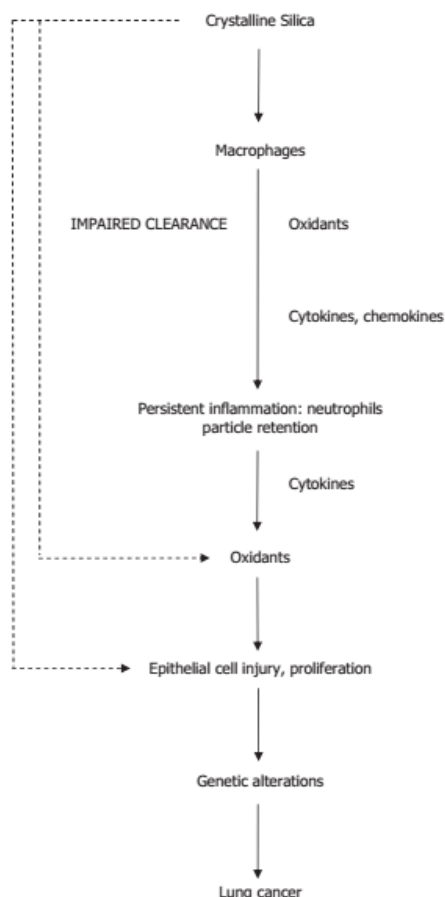 Crystalline Silica
Macrophages
IMPAIRED CLEARANCE
Oxidants
Cytokines, chemokines
Persistent inflammation: neutrophils
particle retention
Cytokines
Oxidants
Epithelial cell injury, proliferation
Genetic alterations
Lung cancer